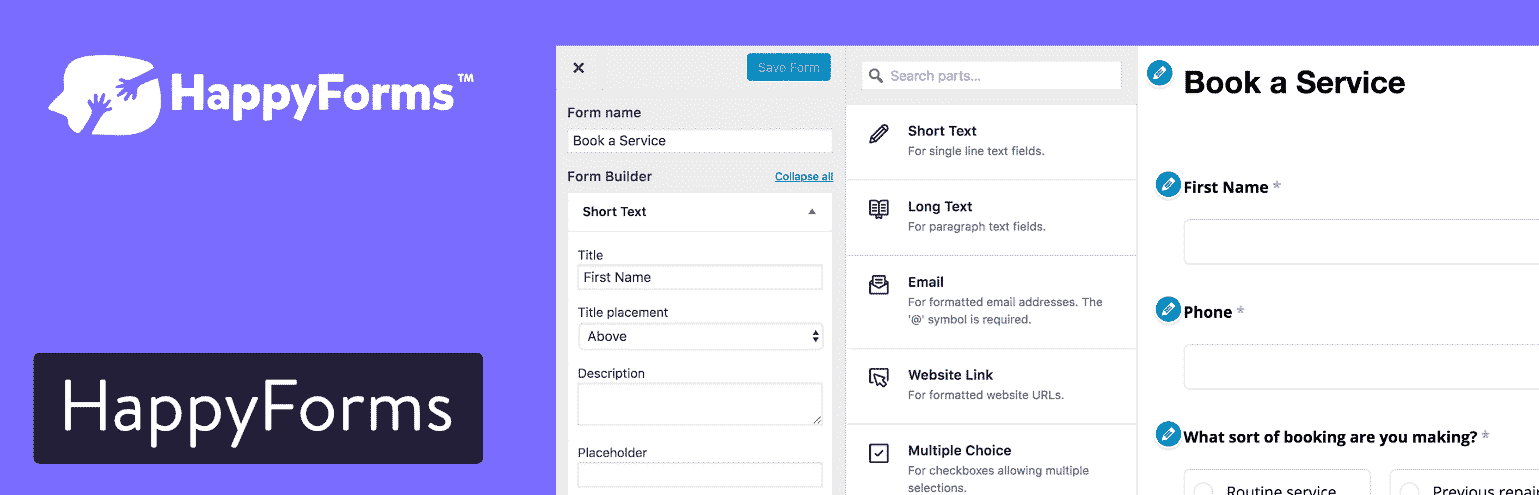 HappyForms™
HappyForms
Save Form
Form name
Book a Service
Form Builder
Collapse all
Short Text
Title
First Name
Title placement
Above
Description
Placeholder
Search parts...
Short Text
For single line text fields.
Long Text
For paragraph text fields.
Email
For formatted email addresses. The
'@' symbol is required.
Website Link
For formatted website URLs.
Multiple Choice
For checkboxes allowing multiple
selections.
Book a Service
First Name *
Phone *
What sort of booking are you making? *
Routine service
Previous